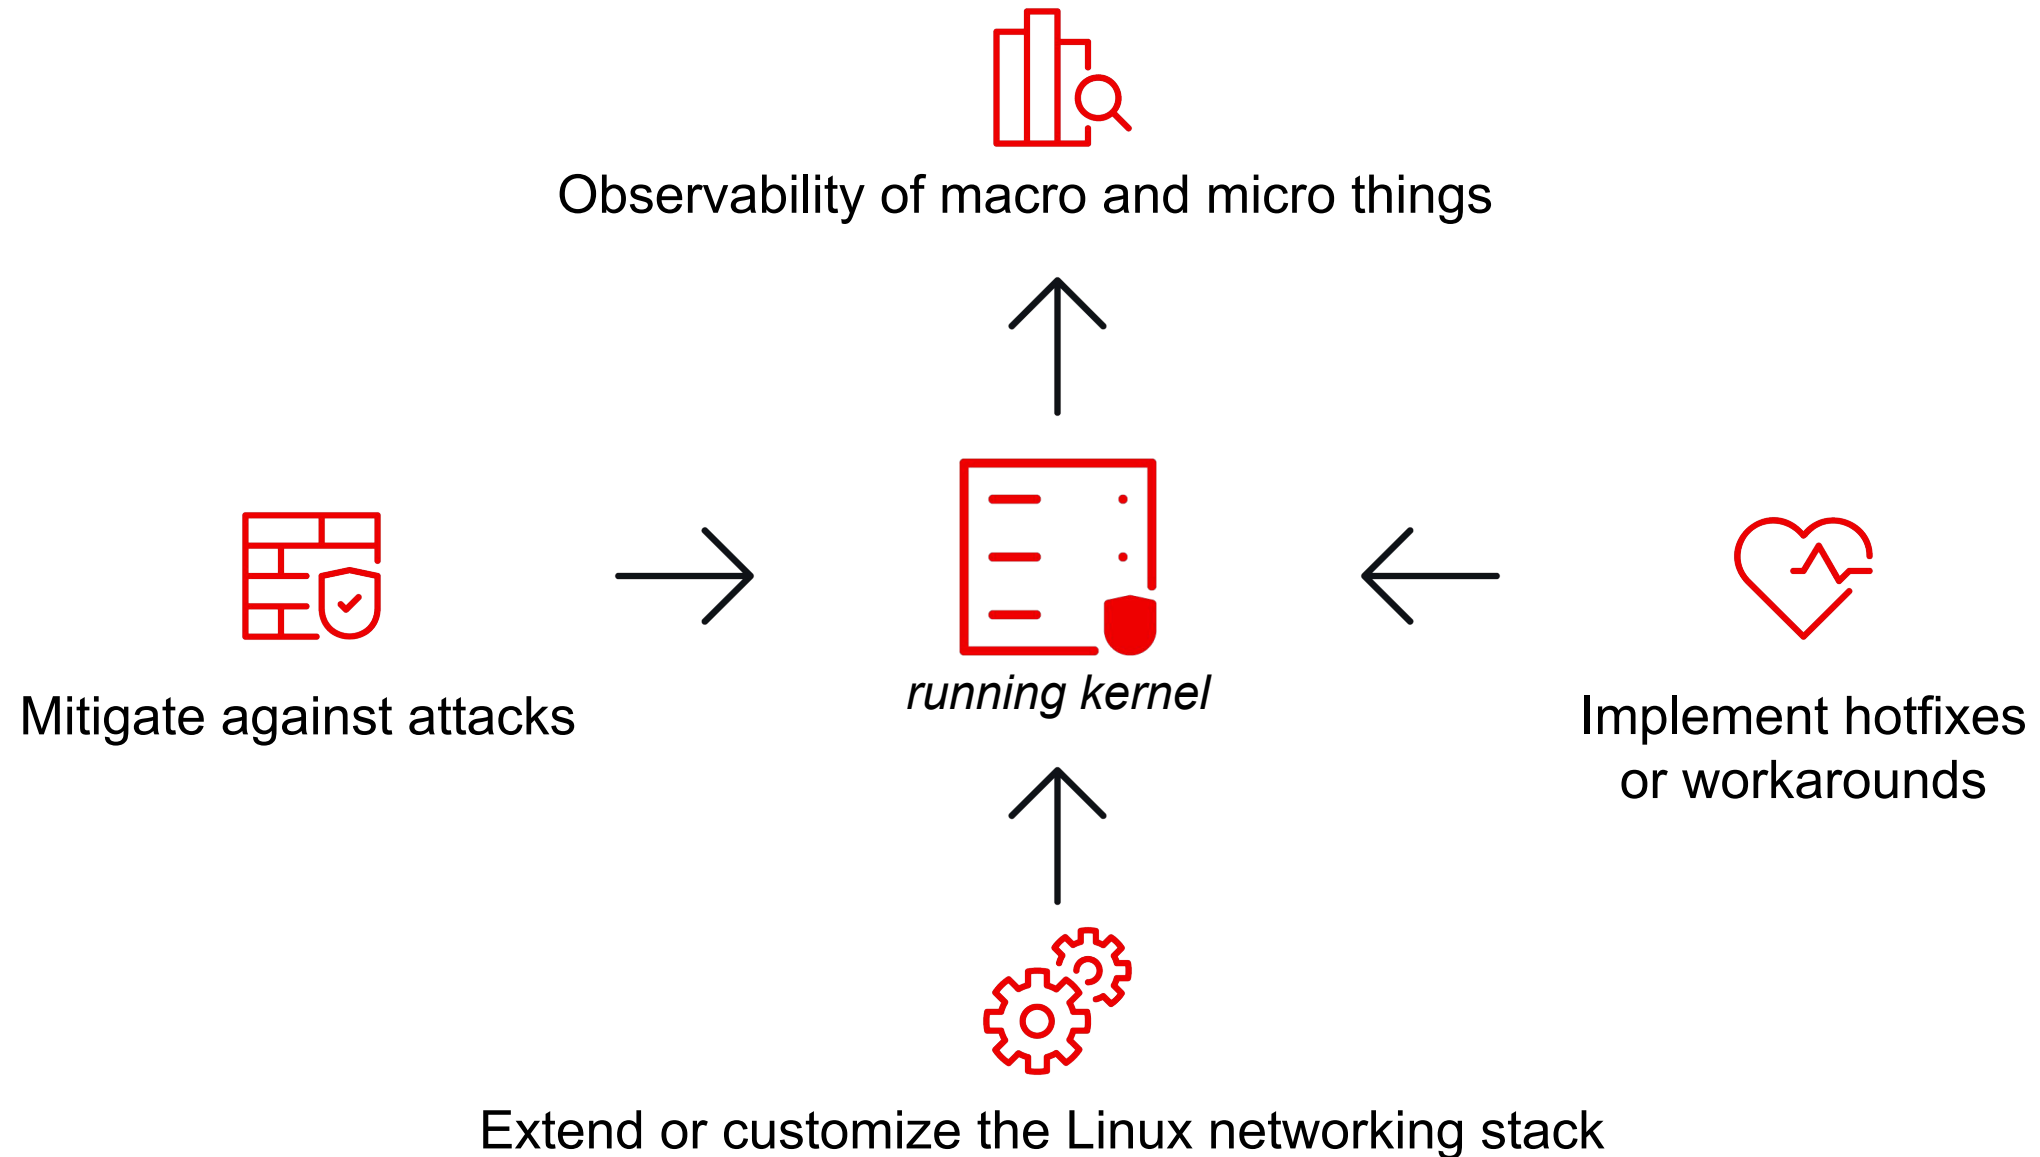 Observability of macro and micro things
running kernel
Mitigate against attacks
Implement hotfixes
or workarounds
Extend or customize the Linux networking stack